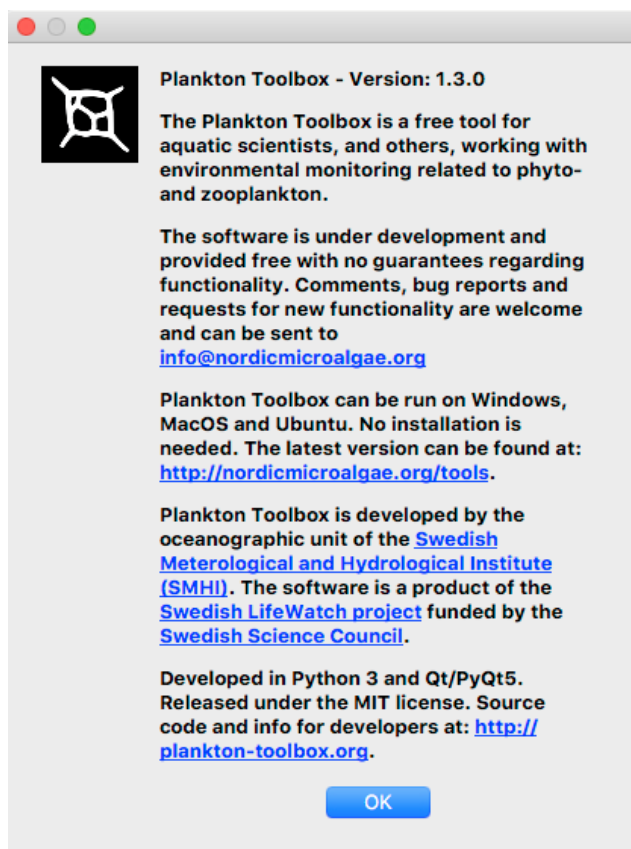 Plankton Toolbox - Version: 1.3.0
The Plankton Toolbox is a free tool for
aquatic scientists, and others, working with
environmental monitoring related to phyto-
and zooplankton.
The software is under development and
provided free with no guarantees regarding
functionality. Comments, bug reports and
requests for new functionality are welcome
and can be sent to
info@nordicmicroalgae.org
Plankton Toolbox can be run on Windows,
MacOS and Ubuntu. No installation is
needed. The latest version can be found at:
http://nordicmicroalgae.org/tools.
Plankton Toolbox is developed by the
oceanographic unit of the Swedish
Meterological and Hydrological Institute
(SMHI). The software is a product of the
Swedish LifeWatch project funded by the
Swedish Science Council.
Developed in Python 3 and Qt/PyQt5.
Released under the MIT license. Source
code and info for developers at: http://
plankton-toolbox.org.
OK